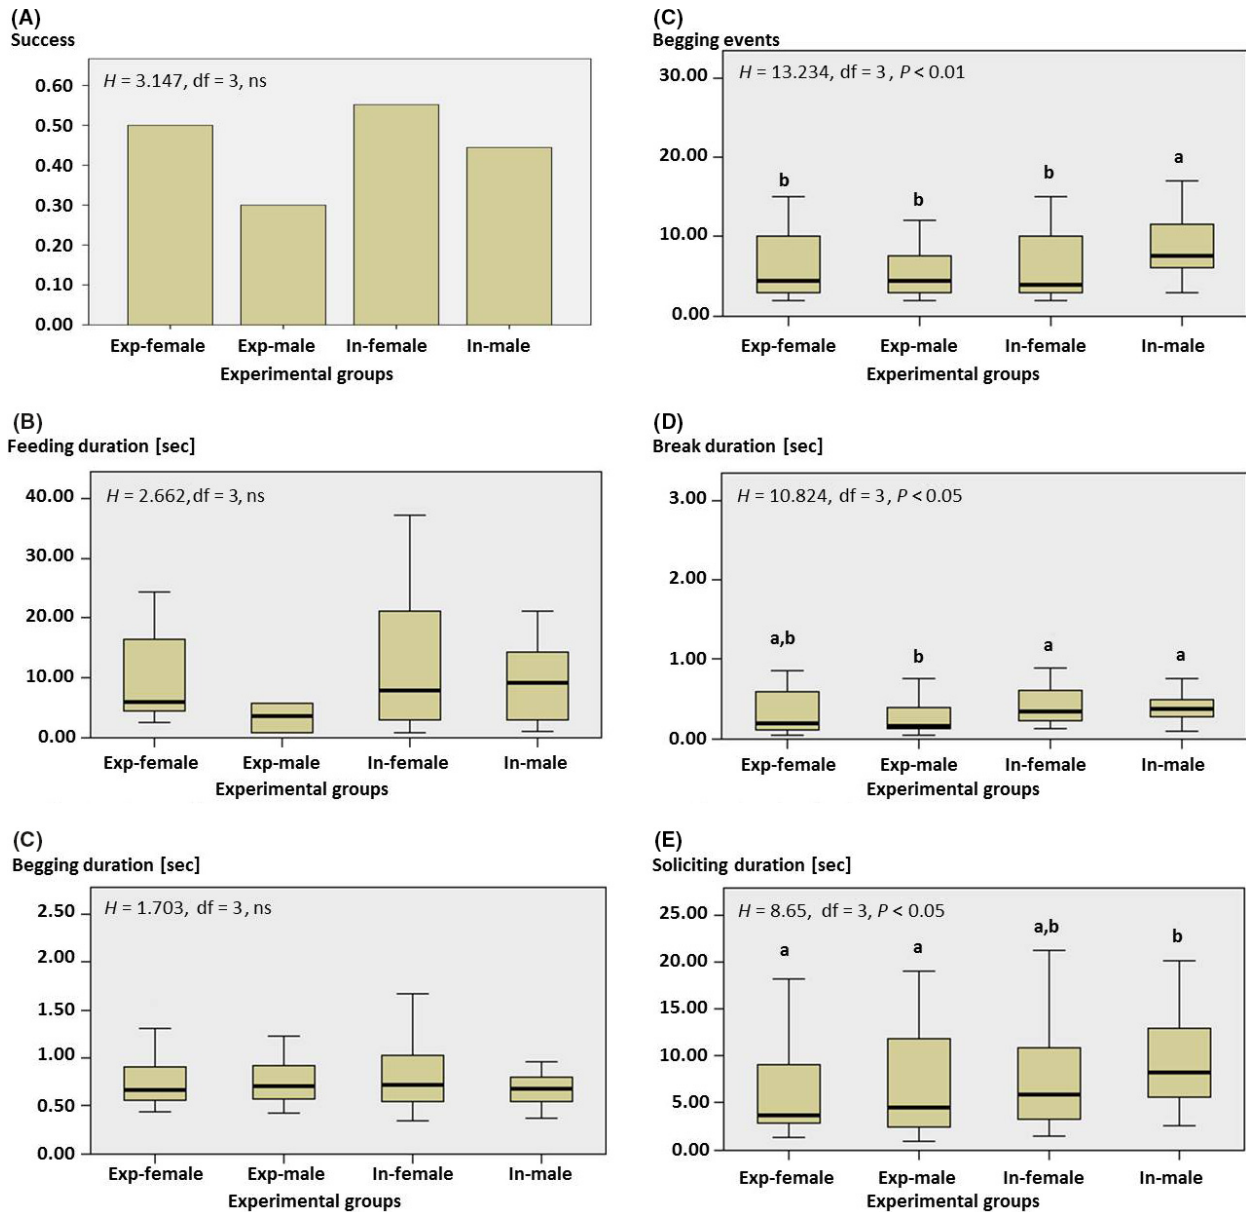 (A)
Success
H = 3.147, df = 3, ns
0.60
0.50
0.40
0.30
0.20
0.10
0.00
Exp-female Exp-male In-female In-male
Experimental groups
(B)
Feeding duration [sec]
H = 2.662, df = 3, ns
40.00
30.00
20.00
10.00
0.00
Exp-female Exp-male In-female In-male
Experimental groups
(C)
Begging duration [sec]
H = 1.703, df = 3, ns
2.50
2.00
1.50
1.00
0.50
0.00
Exp-female Exp-male In-female In-male
Experimental groups
(C)
Begging events
H = 13.234, df = 3, P < 0.01
30.00
20.00
10.00
0.00
b b b a
Exp-female Exp-male In-female In-male
Experimental groups
(D)
Break duration [sec]
H = 10.824, df = 3, P < 0.05
3.00
2.00
1.00
0.00
a,b b a a
Exp-female Exp-male In-female In-male
Experimental groups
(E)
Soliciting duration [sec]
H = 8.65, df = 3, P < 0.05
25.00
20.00
15.00
10.00
5.00
0.00
a a a,b b
Exp-female Exp-male In-female In-male
Experimental groups